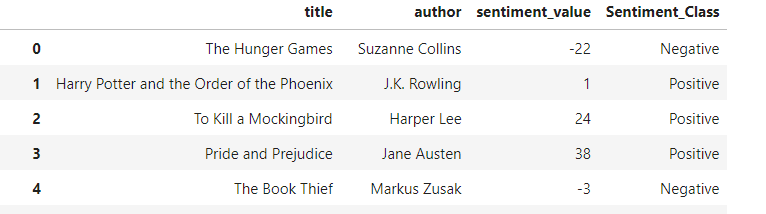 title author sentiment_value Sentiment_Class
0 The Hunger Games Suzanne Collins -22 Negative
1 Harry Potter and the Order of the Phoenix J.K. Rowling 1 Positive
2 To Kill a Mockingbird Harper Lee 24 Positive
3 Pride and Prejudice Jane Austen 38 Positive
4 The Book Thief Markus Zusak -3 Negative